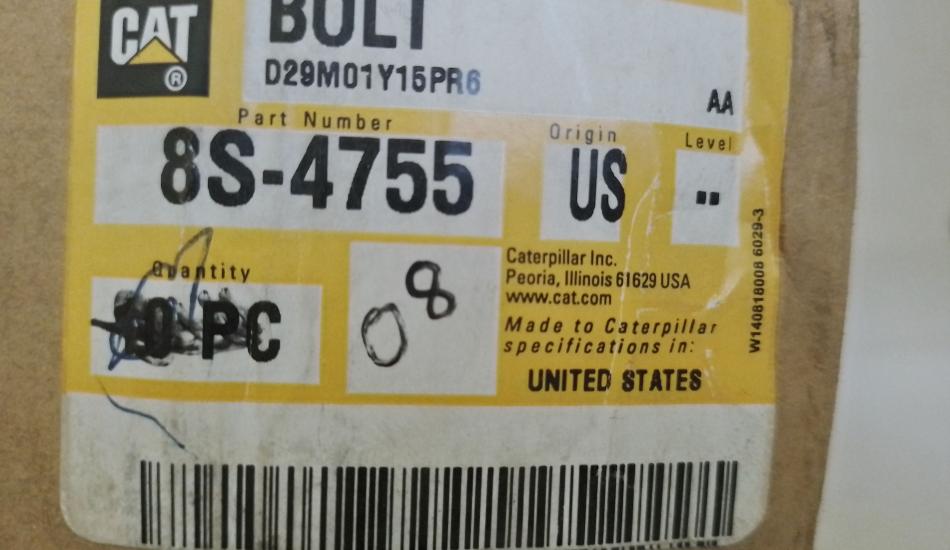 CAT
®
BOLT
D29M01Y15PR6
AA
Part Number
Origin
Level
8S-4755
US
--
Quantity
PC
08
Caterpillar Inc.
Peoria, Illinois 61629 USA
www.cat.com
Made to Caterpillar
specifications in:
UNITED STATES
W140818008 6029-3